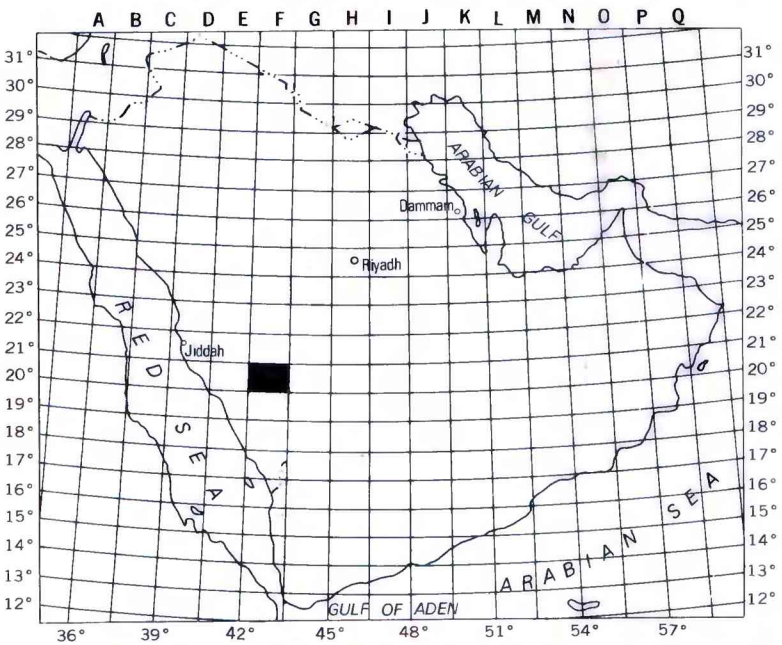 A B C D E F G H I J K L M N O P Q
31° 31°
30° 30°
29° 29°
28° 28°
27° 27°
26° 26°
25° 25°
24° 24°
23° 23°
22° 22°
21° 21°
20° 20°
19° 19°
18° 18°
17° 17°
16° 16°
15° 15°
14° 14°
13° 13°
12° 12°
ARABIAN GULF
Dammam
Riyadh
Jiddah
RED SEA
ARABIAN SEA
GULF OF ADEN
36° 39° 42° 45° 48° 51° 54° 57°